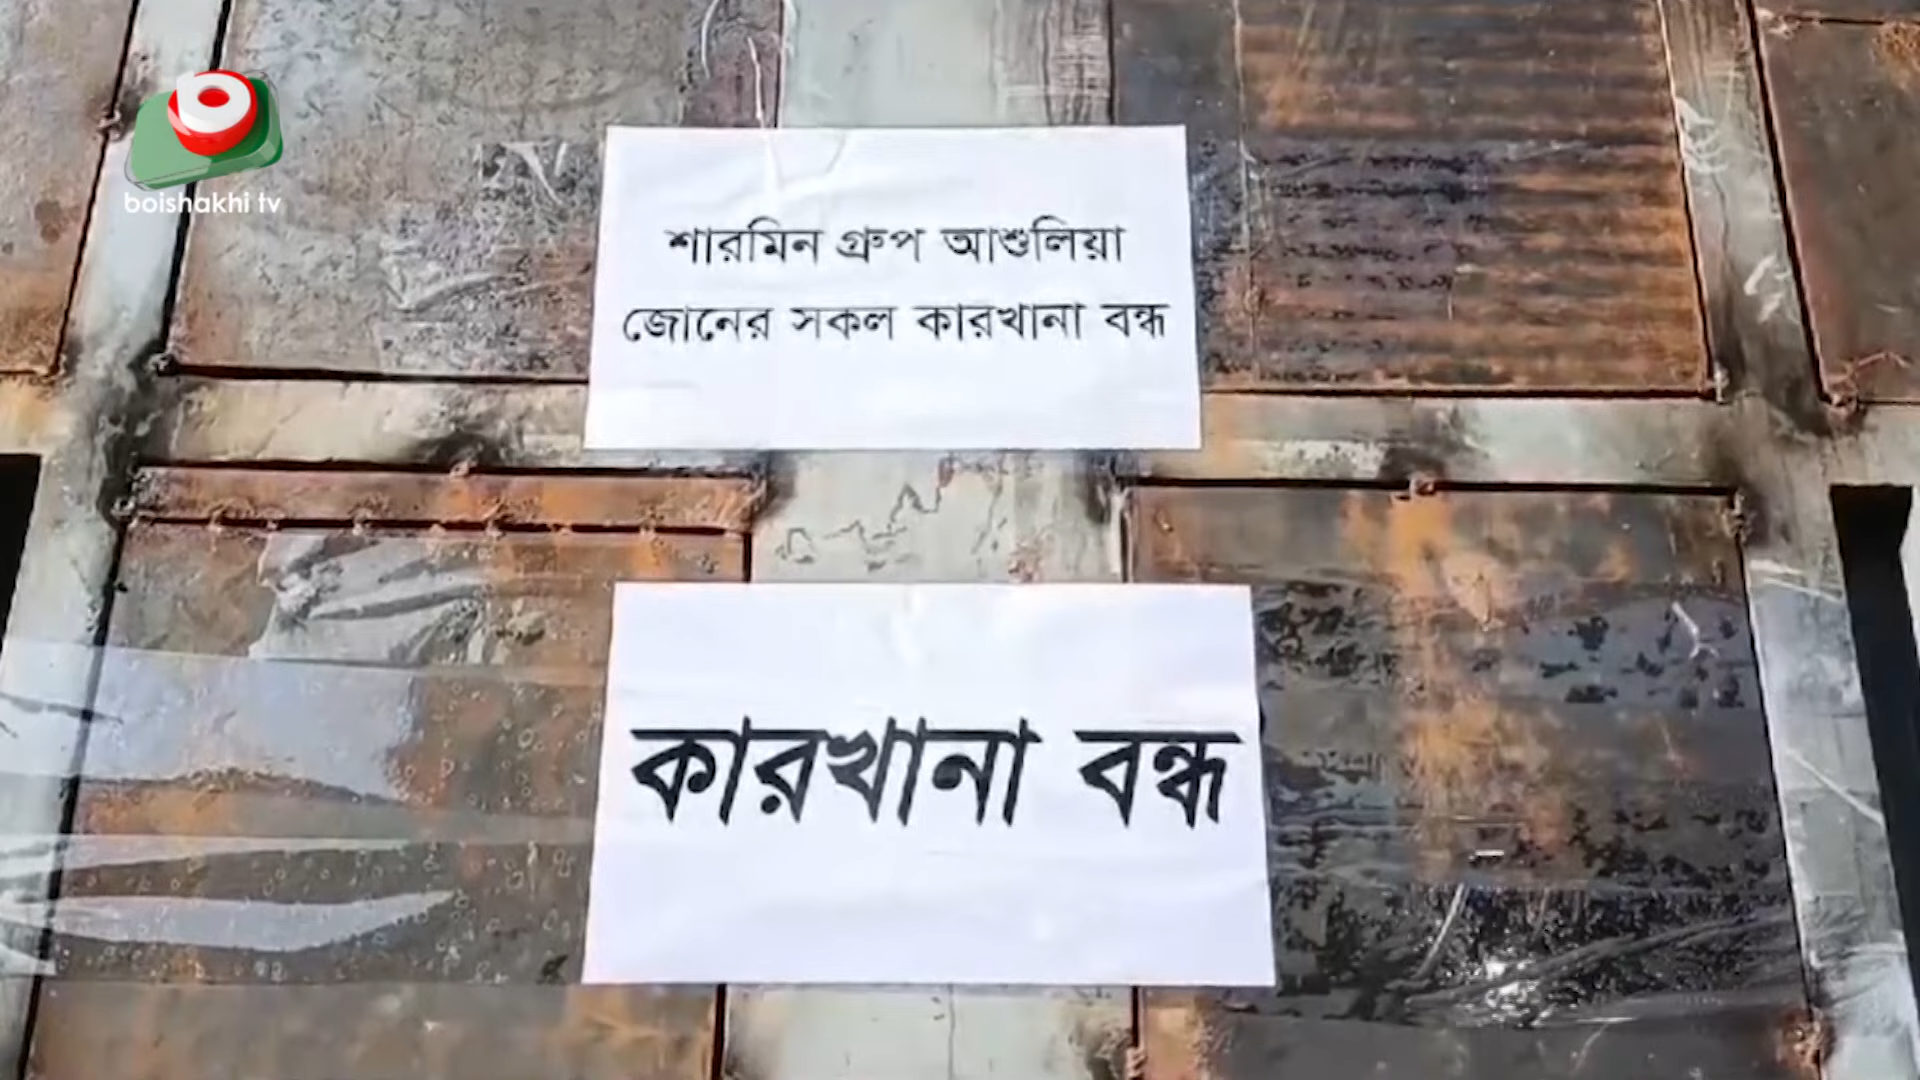 boishakhi tv
শারমিন গ্রুপ আশুলিয়া
জোনের সকল কারখানা বন্ধ
কারখানা বন্ধ